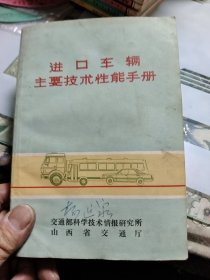 进口车辆
主要技术性能手册
交通部科学技术情报研究所
山西省交通厅